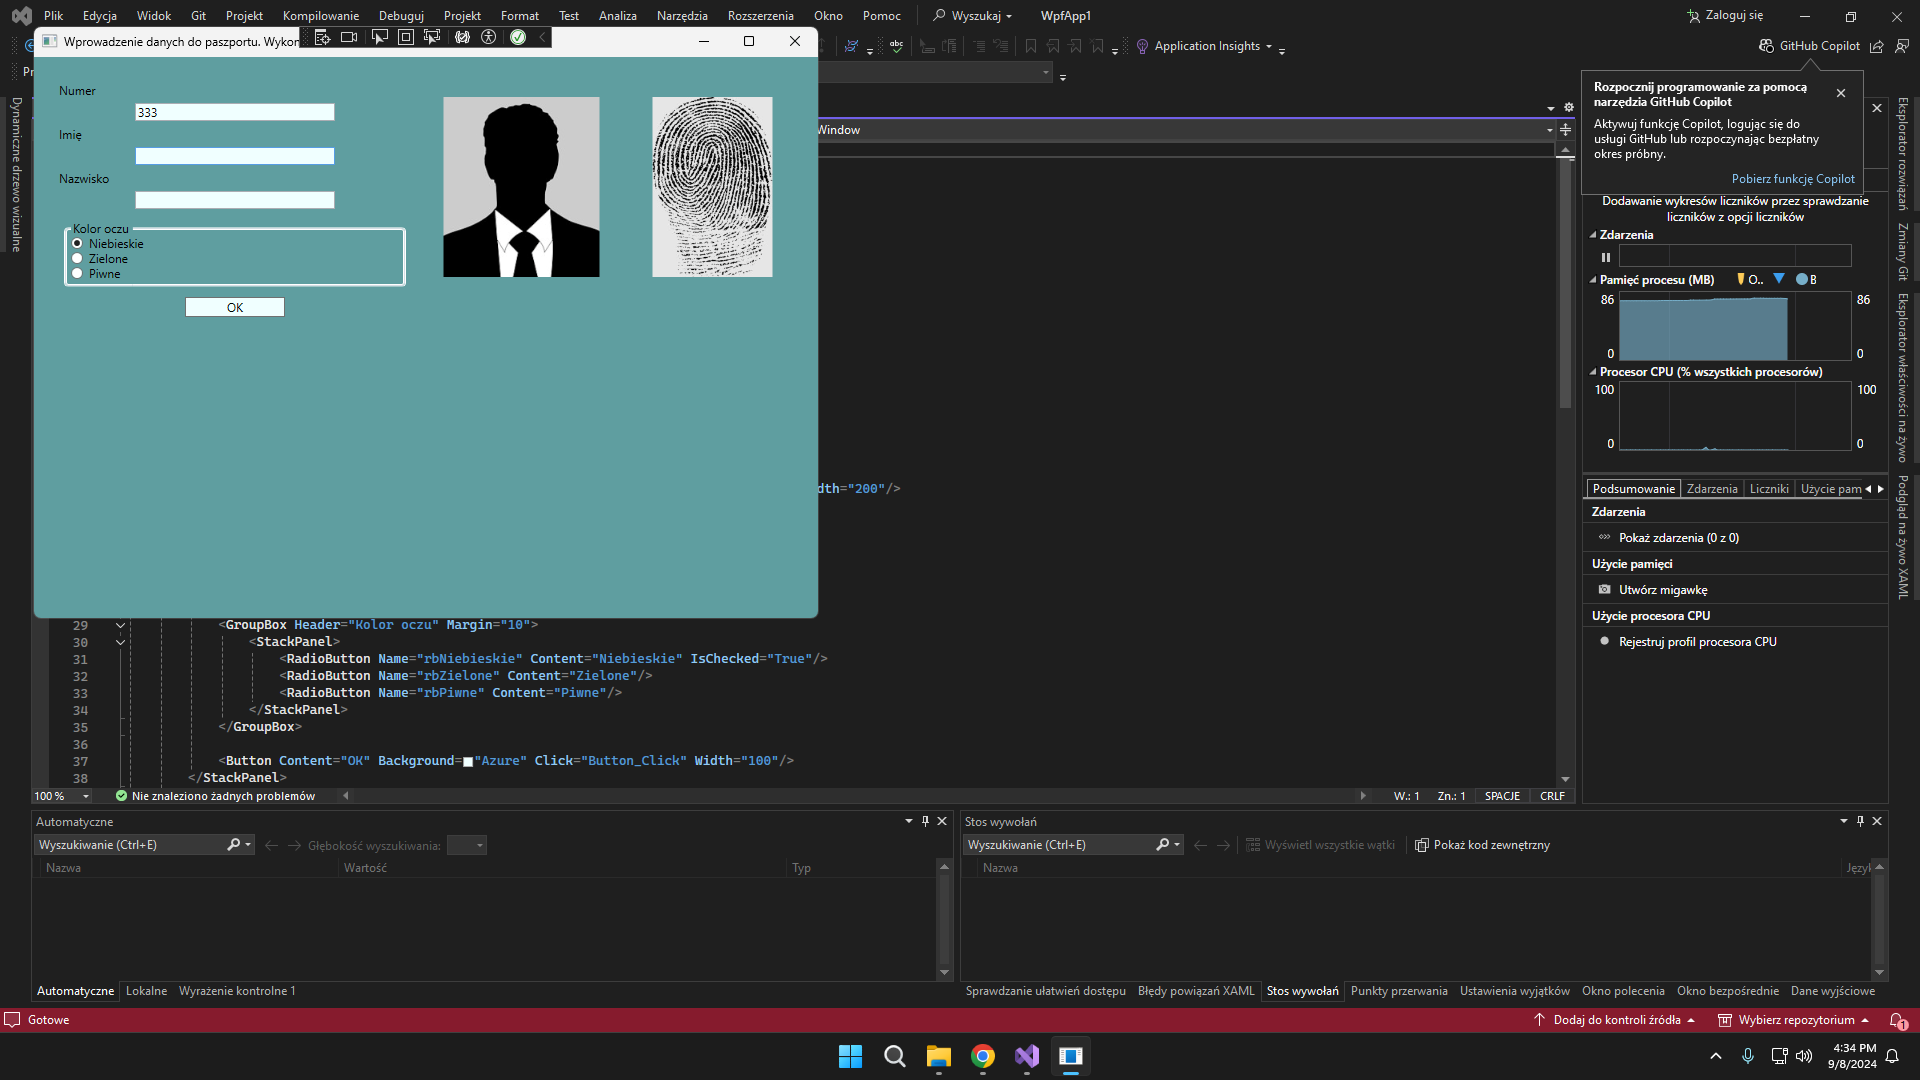 Plik Edycja Widok Git Projekt Kompilowanie Debuguj Projekt Format Test Analiza Narzędzia Rozszerzenia Okno Pomoc Wyszukaj WpfApp1 Zaloguj się
Wprowadzenie danych do paszportu. Wykon
abc Application Insights GitHub Copilot
Pr
Numer
333
Imię
Nazwisko
Kolor oczu
Niebieskie
Zielone
Piwne
OK
Dynamiczne drzewo wizualne
Window
Rozpocznij programowanie za pomocą
narzędzia GitHub Copilot
Aktywuj funkcję Copilot, logując się do
usługi GitHub lub rozpoczynając bezpłatny
okres próbny.
Pobierz funkcję Copilot
Dodawanie wykresów liczników przez sprawdzanie
liczników z opcji liczników
Zdarzenia
Pamięć procesu (MB) O.. B
86 86
0 0
Procesor CPU (% wszystkich procesorów)
100 100
0 0
Podsumowanie Zdarzenia Liczniki Użycie pam
Zdarzenia
Pokaż zdarzenia (0 z 0)
Użycie pamięci
Utwórz migawkę
Użycie procesora CPU
Rejestruj profil procesora CPU
Eksplorator rozwiązań
Zmiany Git
Eksplorator właściwości na żywo
Podgląd na żywo XAML
dth="200"/>
29 <GroupBox Header="Kolor oczu" Margin="10">
30 <StackPanel>
31 <RadioButton Name="rbNiebieskie" Content="Niebieskie" IsChecked="True"/>
32 <RadioButton Name="rbZielone" Content="Zielone"/>
33 <RadioButton Name="rbPiwne" Content="Piwne"/>
34 </StackPanel>
35 </GroupBox>
36
37 <Button Content="OK" Background="Azure" Click="Button_Click" Width="100"/>
38 </StackPanel>
100 % Nie znaleziono żadnych problemów W.: 1 Zn.: 1 SPACJE CRLF
Automatyczne
Wyszukiwanie (Ctrl+E) Głębokość wyszukiwania:
Nazwa Wartość Typ
Automatyczne Lokalne Wyrażenie kontrolne 1
Stos wywołań
Wyszukiwanie (Ctrl+E) Wyświetl wszystkie wątki Pokaż kod zewnętrzny
Nazwa Język
Sprawdzanie ułatwień dostępu Błędy powiązań XAML Stos wywołań Punkty przerwania Ustawienia wyjątków Okno polecenia Okno bezpośrednie Dane wyjściowe
Gotowe Dodaj do kontroli źródła Wybierz repozytorium 1
4:34 PM
9/8/2024